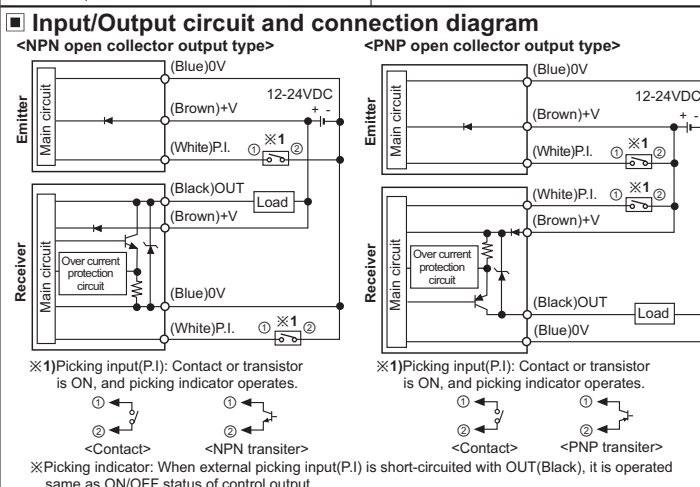 ■ Input/Output circuit and connection diagram
<NPN open collector output type>
Emitter
Main circuit
(Blue)0V
(Brown)+V
12-24VDC
+ -
(White)P.I.
① ※1 ②
Receiver
Main circuit
Over current
protection
circuit
(Black)OUT
Load
(Brown)+V
(Blue)0V
(White)P.I.
① ※1 ②
※1)Picking input(P.I): Contact or transistor
is ON, and picking indicator operates.
①
②
<Contact>
①
②
<NPN transiter>
<PNP open collector output type>
Emitter
Main circuit
(Blue)0V
(Brown)+V
12-24VDC
+ -
(White)P.I.
① ※1 ②
Receiver
Main circuit
Over current
protection
circuit
(White)P.I.
① ※1 ②
(Brown)+V
(Black)OUT
Load
(Blue)0V
※1)Picking input(P.I): Contact or transistor
is ON, and picking indicator operates.
①
②
<Contact>
①
②
<PNP transiter>
※Picking indicator: When external picking input(P.I) is short-circuited with OUT(Black), it is operated
same as ON/OFF status of control output.